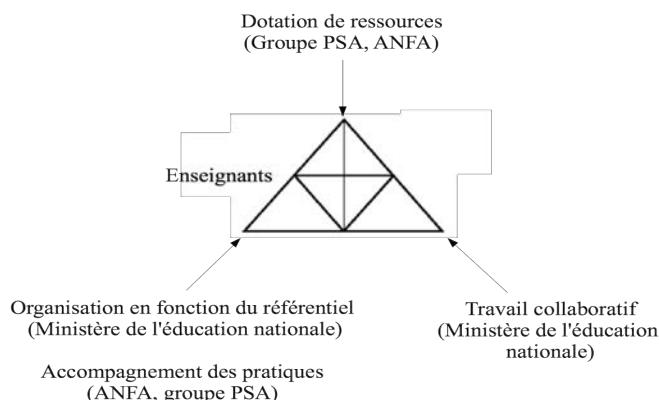 Dotation de ressources
(Groupe PSA, ANFA)
Enseignants
Organisation en fonction du référentiel
(Ministère de l'éducation nationale)
Accompagnement des pratiques
(ANFA, groupe PSA)
Travail collaboratif
(Ministère de l'éducation
nationale)